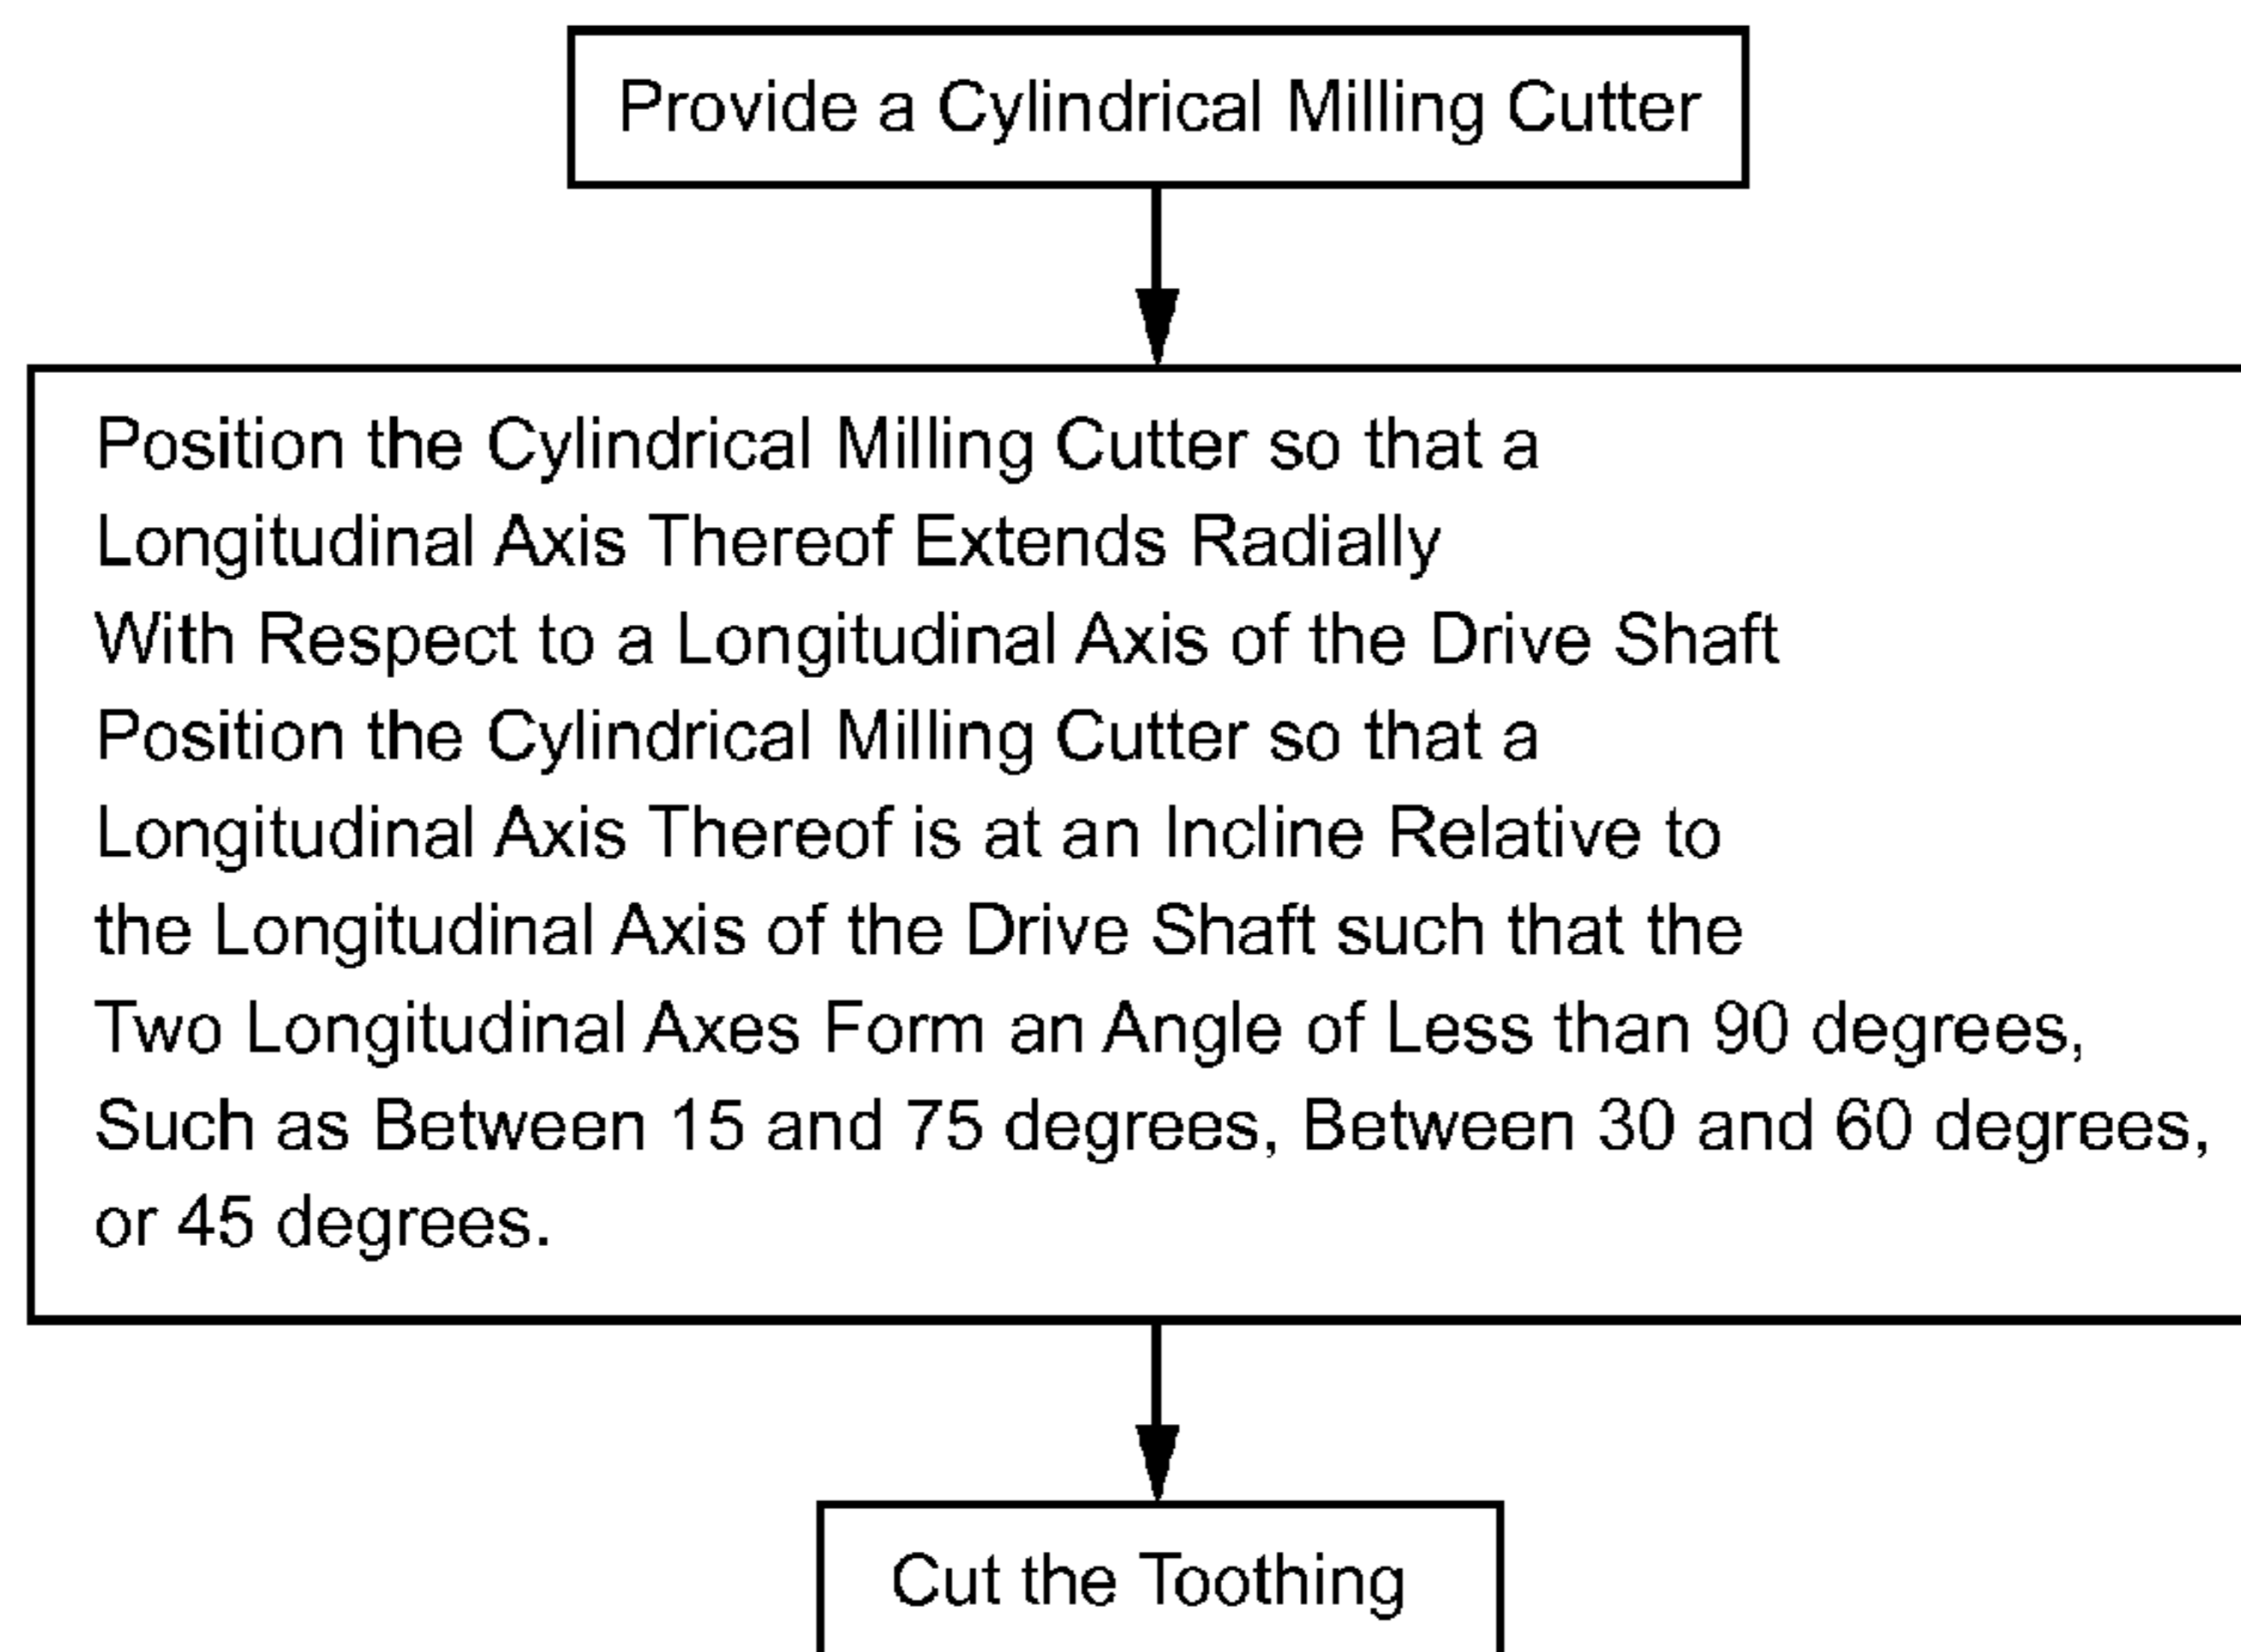 Provide a Cylindrical Milling Cutter
Position the Cylindrical Milling Cutter so that a
Longitudinal Axis Thereof Extends Radially
With Respect to a Longitudinal Axis of the Drive Shaft
Position the Cylindrical Milling Cutter so that a
Longitudinal Axis Thereof is at an Incline Relative to
the Longitudinal Axis of the Drive Shaft such that the
Two Longitudinal Axes Form an Angle of Less than 90 degrees,
Such as Between 15 and 75 degrees, Between 30 and 60 degrees,
or 45 degrees.
Cut the Toothing